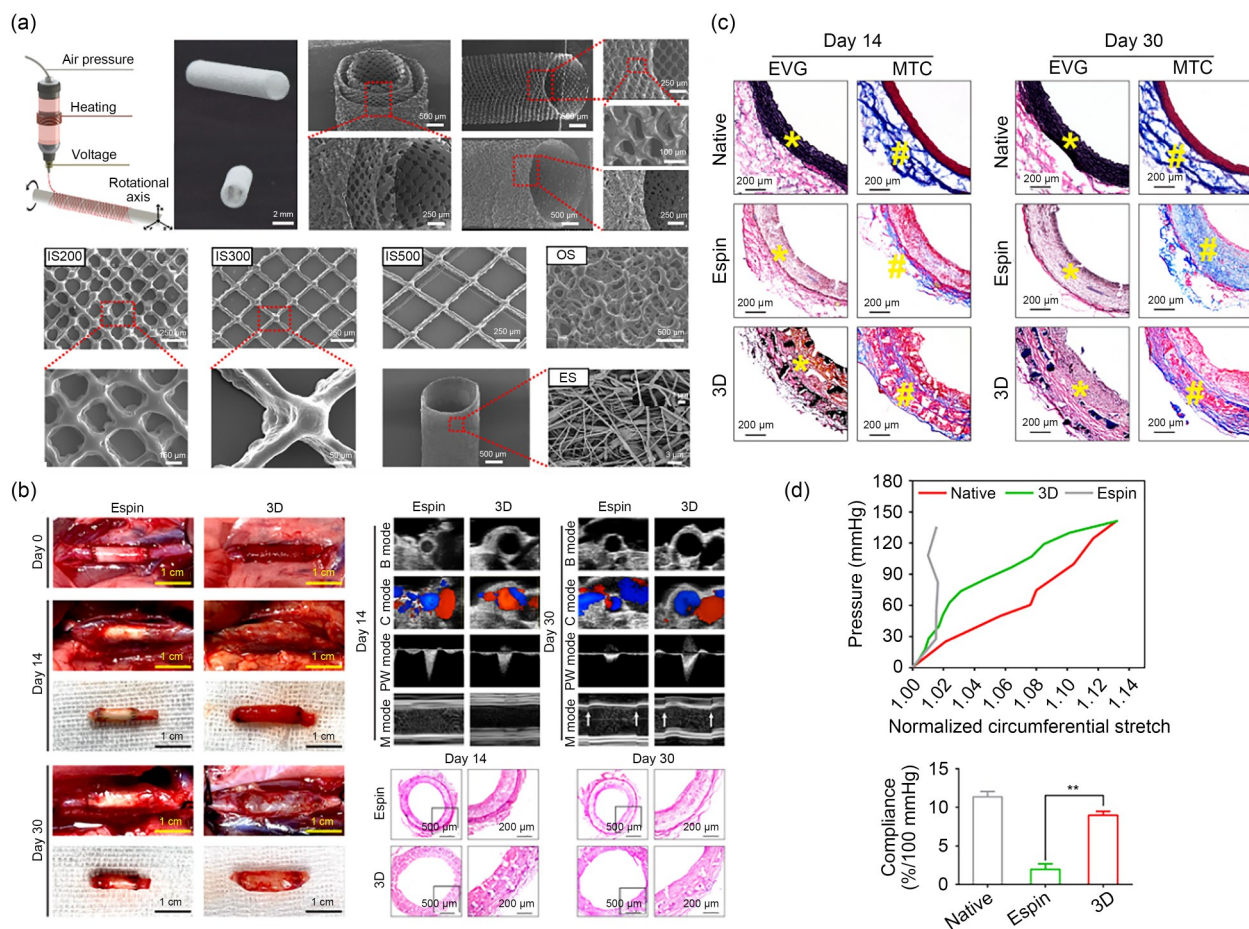 (a)
Air pressure
Heating
Voltage
Rotational
axis
2 mm
500 µm
500 µm
250 µm
100 µm
250 µm
500 µm
250 µm
IS200
IS300
IS500
OS
250 µm
250 µm
250 µm
500 µm
ES
50 µm
500 µm
3 µm
(b)
Espin
3D
Day 0
1 cm
1 cm
Day 14
1 cm
1 cm
1 cm
1 cm
Day 30
1 cm
1 cm
1 cm
1 cm
Espin
3D
Espin
3D
Day 14
B mode
C mode
PW mode
M mode
Day 30
B mode
C mode
PW mode
M mode
Day 14
Day 30
Espin
500 µm
200 µm
500 µm
200 µm
3D
500 µm
200 µm
500 µm
200 µm
(c)
Day 14
Day 30
EVG
MTC
EVG
MTC
Native
*
#
*
#
200 µm
200 µm
200 µm
200 µm
Espin
*
#
*
#
200 µm
200 µm
200 µm
200 µm
3D
*
#
*
#
200 µm
200 µm
200 µm
200 µm
(d)
Native
3D
Espin
Pressure (mmHg)
180
150
120
90
60
30
0
1.00
1.02
1.04
1.06
1.08
1.10
1.12
1.14
Normalized circumferential stretch
Compliance
(%/100 mmHg)
15
10
5
0
**
Native
Espin
3D